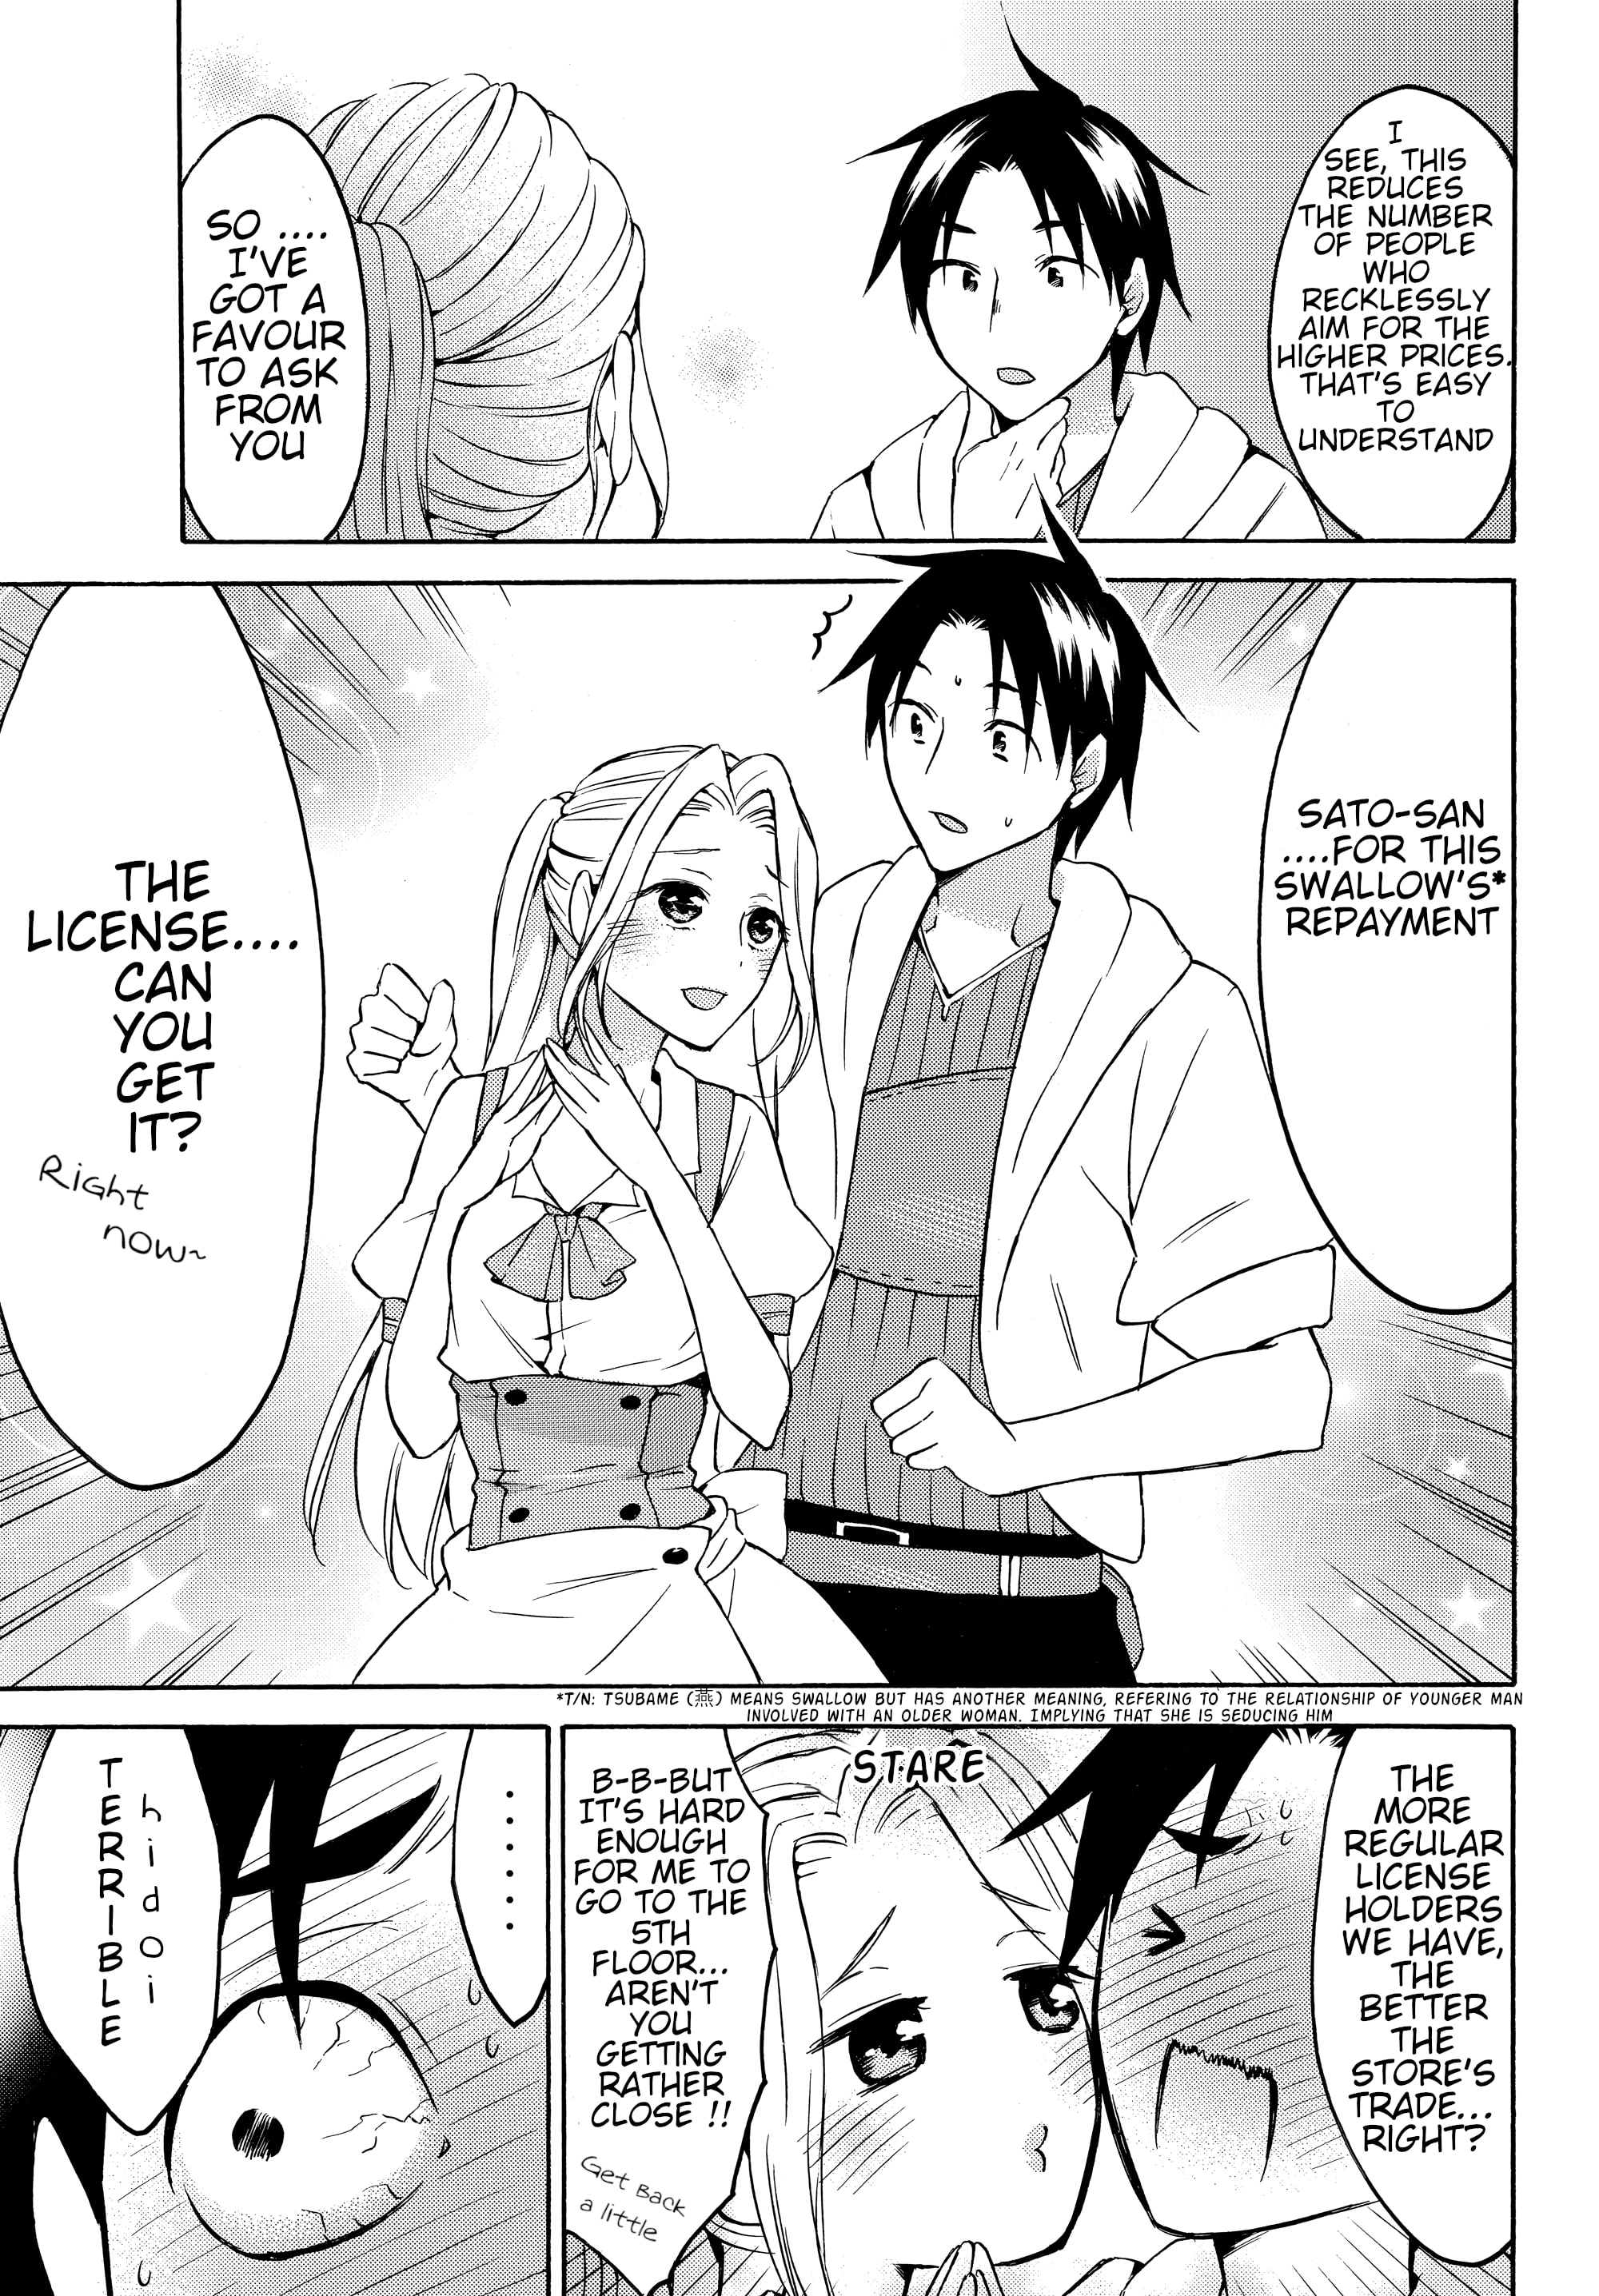 I
SEE, THIS
REDUCES
THE NUMBER
OF PEOPLE
WHO
RECKLESSLY
AIM FOR THE
HIGHER PRICES.
THAT'S EASY
TO
UNDERSTAND
SO ....
I'VE
GOT A
FAVOUR
TO ASK
FROM
YOU
SATO-SAN
....FOR THIS
SWALLOW'S*
REPAYMENT
THE
LICENSE....
CAN
YOU
GET
IT?
Right
now~
*T/N: TSUBAME (燕) MEANS SWALLOW BUT HAS ANOTHER MEANING, REFERING TO THE RELATIONSHIP OF YOUNGER MAN
INVOLVED WITH AN OLDER WOMAN. IMPLYING THAT SHE IS SEDUCING HIM
THE
MORE
REGULAR
LICENSE
HOLDERS
WE HAVE,
THE
BETTER
THE
STORE'S
TRADE...
RIGHT?
STARE
B-B-BUT
IT'S HARD
ENOUGH
FOR ME TO
GO TO THE
5TH
FLOOR...
AREN'T
YOU
GETTING
RATHER
CLOSE !!
Get Back
a little
......
hidoi
TERRIBLE